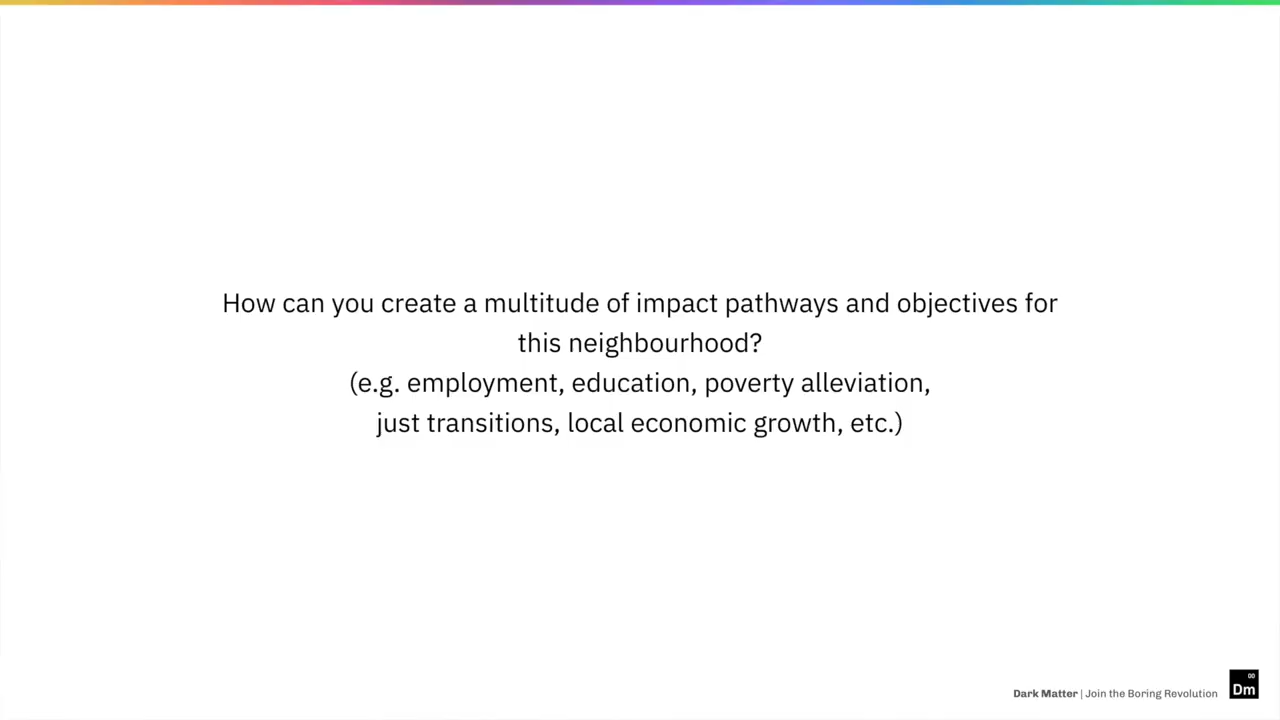 How can you create a multitude of impact pathways and objectives for
this neighbourhood?
(e.g. employment, education, poverty alleviation,
just transitions, local economic growth, etc.)
Dark Matter | Join the Boring Revolution
00
Dm